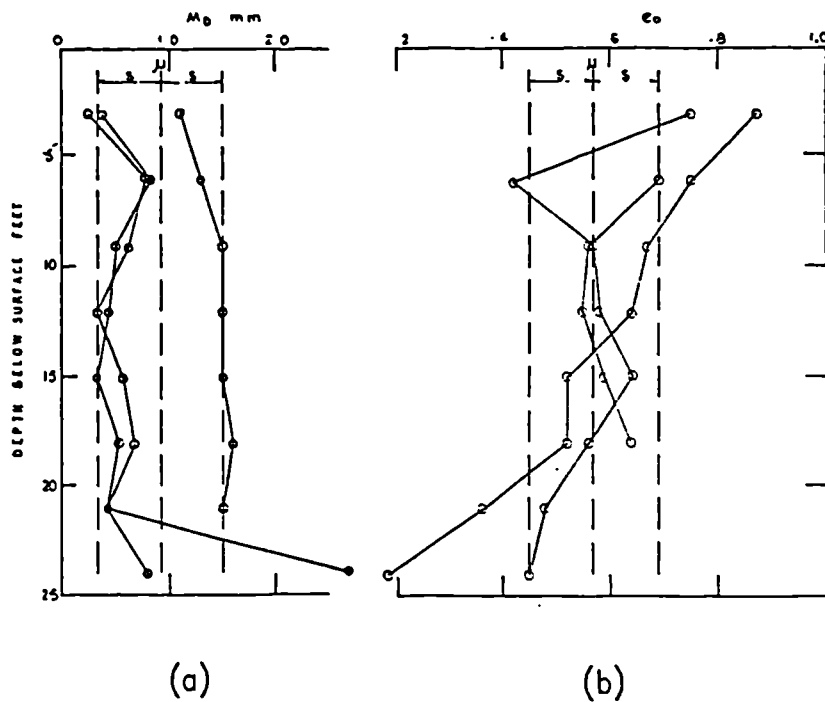 M_D mm
0 1.0 2.0
μ
s s
DEPTH BELOW SURFACE FEET
5
10
15
20
25
(a)
e_o
.2 .4 .6 .8 1.0
μ
s s
(b)